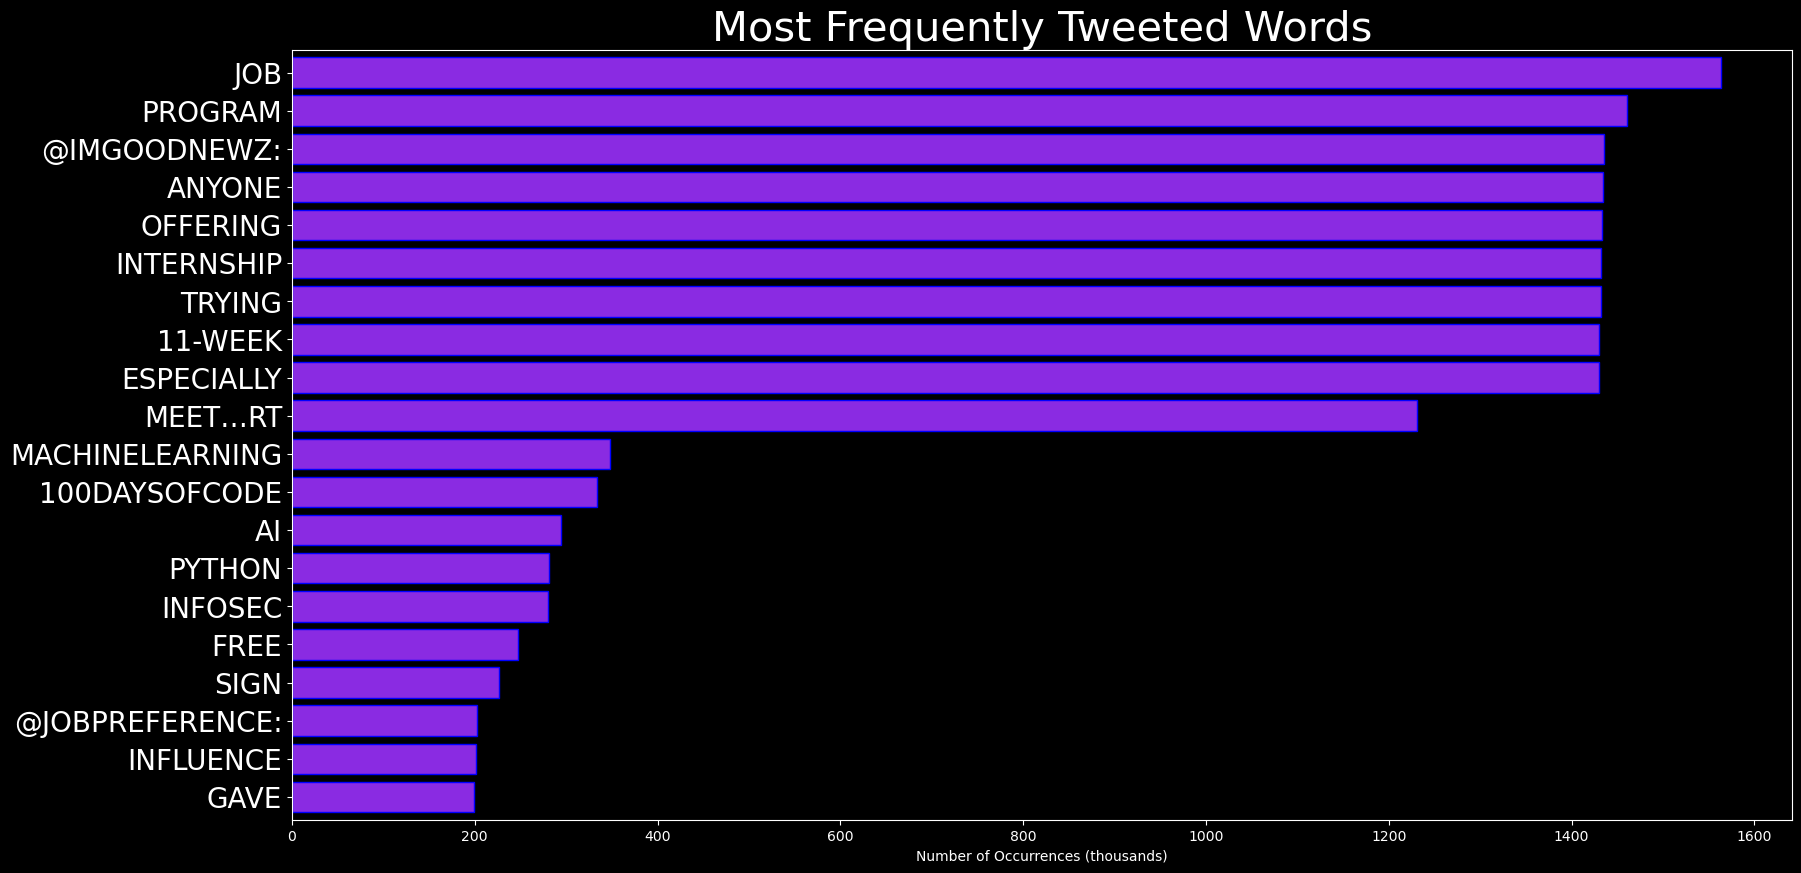 Most Frequently Tweeted Words
JOB
PROGRAM
@IMGOODNEWZ:
ANYONE
OFFERING
INTERNSHIP
TRYING
11-WEEK
ESPECIALLY
MEET…RT
MACHINELEARNING
100DAYSOFCODE
AI
PYTHON
INFOSEC
FREE
SIGN
@JOBPREFERENCE:
INFLUENCE
GAVE
0 200 400 600 800 1000 1200 1400 1600
Number of Occurrences (thousands)